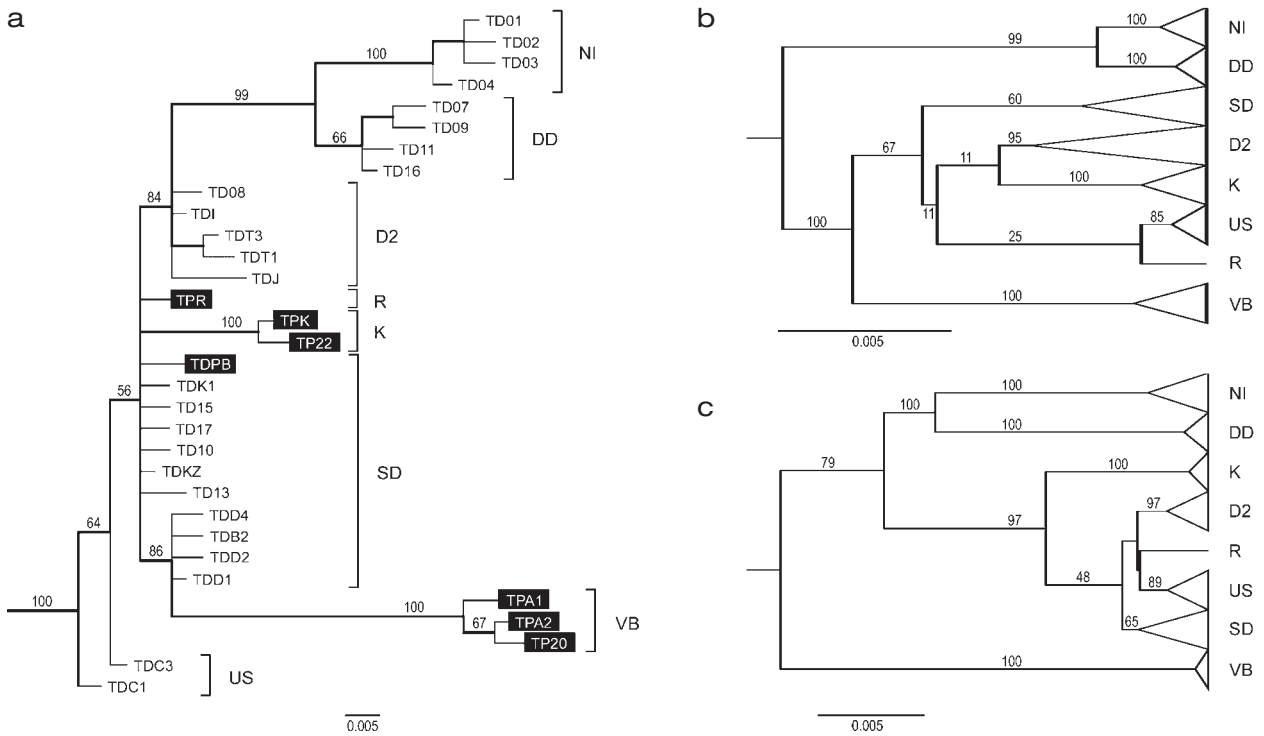 a
TD01
TD02
TD03
TD04
NI
100
99
TD07
TD09
TD11
TD16
DD
66
84
TD08
TDI
TDT3
TDT1
TDJ
D2
TPR
R
100
TPK
TP22
K
56
TDPB
TDK1
TD15
TD17
TD10
TDKZ
TD13
TDD4
TDB2
TDD2
TDD1
SD
86
64
100
100
TPA1
TPA2
TP20
67
VB
TDC3
TDC1
US
0.005
b
99
100
NI
100
DD
60
SD
67
95
D2
11
100
K
11
85
US
100
25
R
100
VB
0.005
c
100
NI
100
100
DD
79
100
K
97
97
D2
R
48
89
US
65
SD
100
VB
0.005